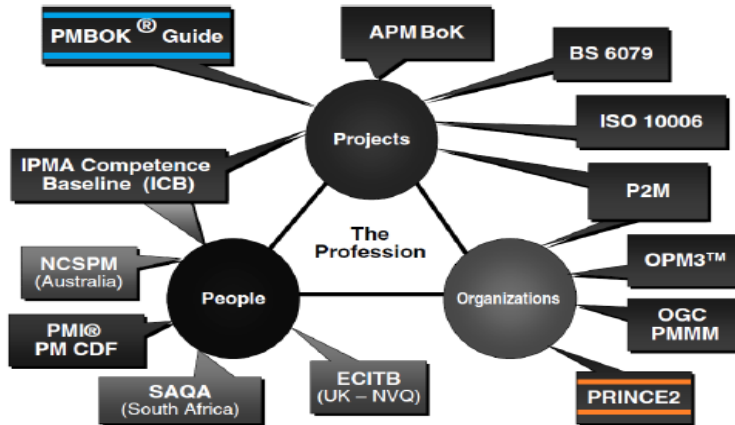 PMBOK ® Guide
APM BoK
BS 6079
ISO 10006
Projects
IPMA Competence
Baseline (ICB)
P2M
The
Profession
NCSPM
(Australia)
OPM3™
People
Organizations
PMI®
PM CDF
OGC
PMMM
SAQA
(South Africa)
ECITB
(UK – NVQ)
PRINCE2